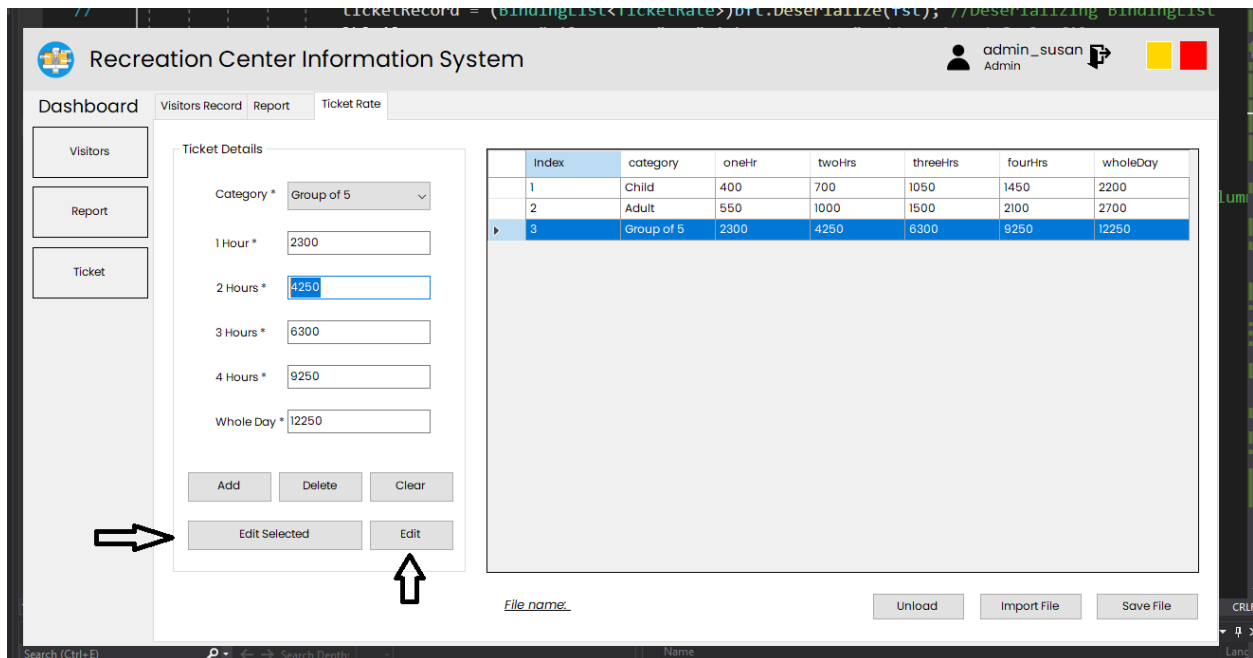 77
ticketRecord = (BindingList<TicketRate>)bft.Deserialize(fst); //Deserializing BindingList
Recreation Center Information System
admin_susan
Admin
Dashboard
Visitors Record Report Ticket Rate
Visitors
Report
Ticket
Ticket Details
Category * Group of 5
1 Hour * 2300
2 Hours * 4250
3 Hours * 6300
4 Hours * 9250
Whole Day * 12250
Add Delete Clear
Edit Selected Edit
Index category oneHr twoHrs threeHrs fourHrs wholeDay
1 Child 400 700 1050 1450 2200
2 Adult 550 1000 1500 2100 2700
3 Group of 5 2300 4250 6300 9250 12250
File name:
Unload Import File Save File
CRLF
Search (Ctrl+E) Search Depth: Name Lang